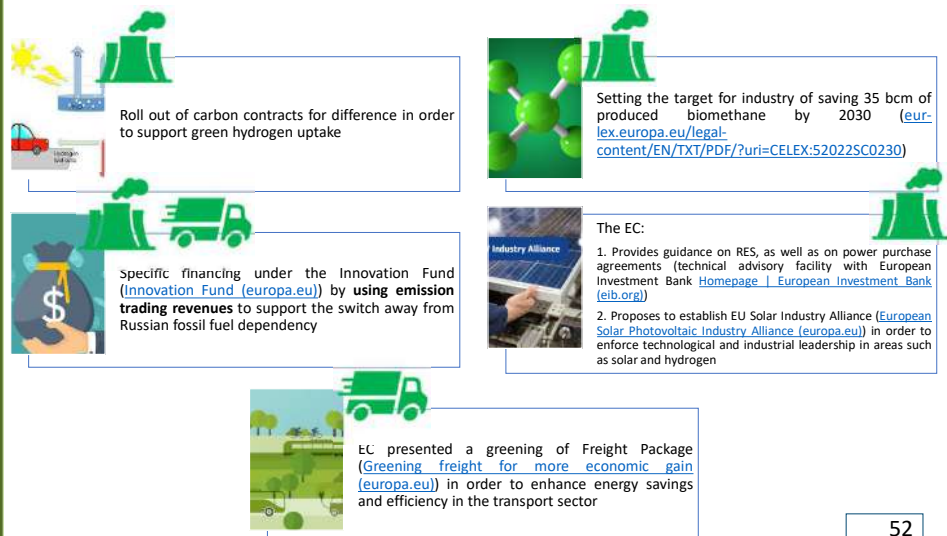 Roll out of carbon contracts for difference in order
to support green hydrogen uptake
Setting the target for industry of saving 35 bcm of
produced biomethane by 2030 (eur-
lex.europa.eu/legal-
content/EN/TXT/PDF/?uri=CELEX:52022SC0230)
Specific financing under the Innovation Fund
(Innovation Fund (europa.eu)) by using emission
trading revenues to support the switch away from
Russian fossil fuel dependency
Industry Alliance
The EC:
1. Provides guidance on RES, as well as on power purchase
agreements (technical advisory facility with European
Investment Bank Homepage | European Investment Bank
(eib.org))
2. Proposes to establish EU Solar Industry Alliance (European
Solar Photovoltaic Industry Alliance (europa.eu)) in order to
enforce technological and industrial leadership in areas such
as solar and hydrogen
EC presented a greening of Freight Package
(Greening freight for more economic gain
(europa.eu)) in order to enhance energy savings
and efficiency in the transport sector
52